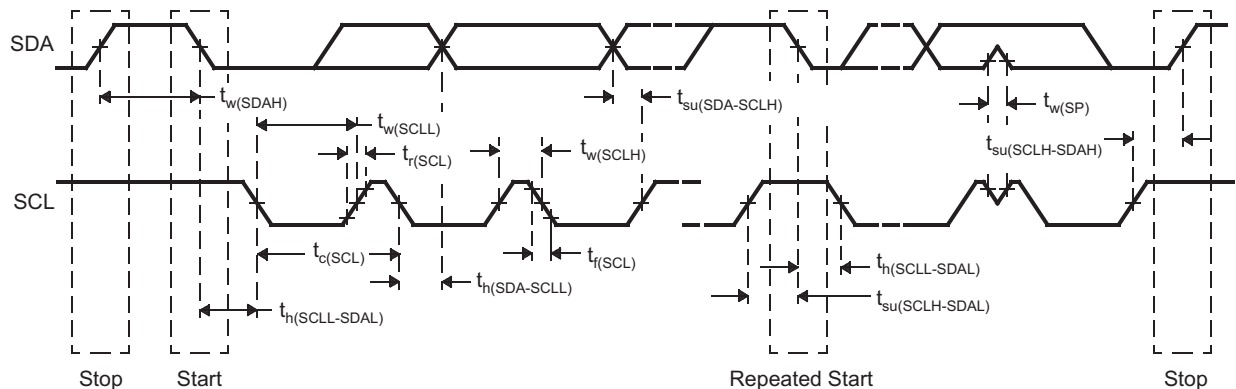 SDA
t_w(SDAH)
t_su(SDA-SCLH)
t_w(SP)
t_w(SCLL)
t_r(SCL)
t_w(SCLH)
t_su(SCLH-SDAH)
SCL
t_c(SCL)
t_f(SCL)
t_h(SCLL-SDAL)
t_h(SDA-SCLL)
t_su(SCLH-SDAL)
t_h(SCLL-SDAL)
Stop Start Repeated Start Stop